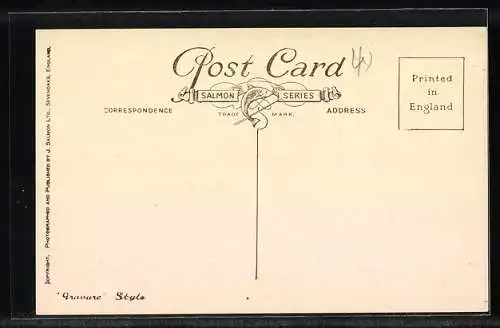 Post Card
SALMON SERIES
TRADE MARK.
CORRESPONDENCE
ADDRESS
Printed
in
England
COPYRIGHT. PHOTOGRAPHED AND PUBLISHED BY J. SALMON LTD., SEVENOAKS, ENGLAND.
"Gravure" Style